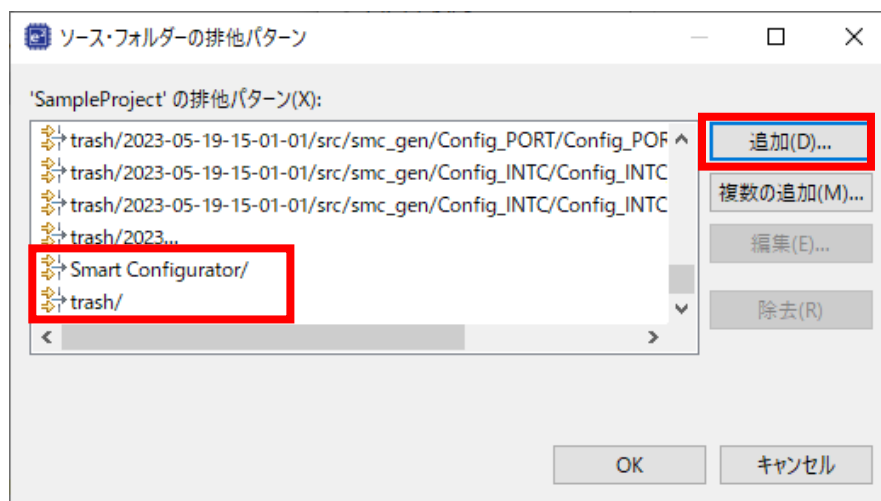 ソース・フォルダーの排他パターン
'SampleProject' の排他パターン(X):
trash/2023-05-19-15-01-01/src/smc_gen/Config_PORT/Config_POR
trash/2023-05-19-15-01-01/src/smc_gen/Config_INTC/Config_INTC
trash/2023-05-19-15-01-01/src/smc_gen/Config_INTC/Config_INTC
trash/2023...
Smart Configurator/
trash/
追加(D)...
複数の追加(M)...
編集(E)...
除去(R)
OK
キャンセル